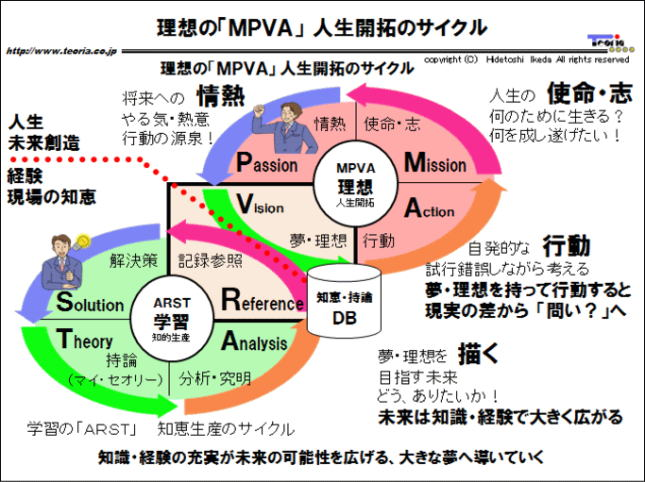 理想の「MPVA」 人生開拓のサイクル
http://www.teoria.co.jp
Teoria
copyright (C) Hidetoshi Ikeda All rights reserved
理想の「MPVA」 人生開拓のサイクル
将来への 情熱
やる気・熱意
行動の源泉！
人生の 使命・志
何のために生きる？
何を成し遂げたい！
人生
未来創造
経験
現場の知恵
情熱
使命・志
Passion
Mission
MPVA
理想
人生開拓
Vision
Action
夢・理想
行動
自発的な 行動
試行錯誤しながら考える
夢・理想を持って行動すると
現実の差から「問い？」へ
解決策
記録参照
Solution
Reference
ARST
学習
知的生産
知恵・持論
DB
Theory
Analysis
持論
(マイ・セオリー)
分析・究明
夢・理想を 描く
目指す未来
どう、ありたいか！
未来は知識・経験で大きく広がる
学習の「ARST」 知恵生産のサイクル
知識・経験の充実が未来の可能性を広げる、大きな夢へ導いていく